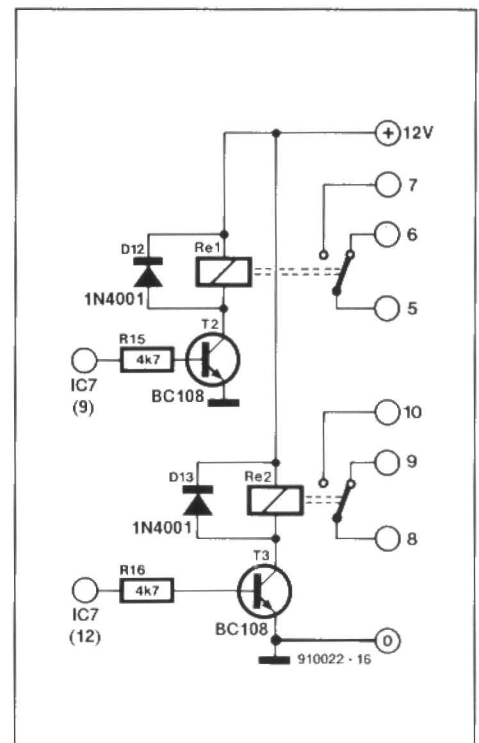 + 12V
7
D12
Re1
6
1N4001
5
R15
T2
4k7
IC7
(9)
BC108
10
D13
Re2
9
1N4001
8
R16
T3
4k7
IC7
(12)
BC108
0
910022 - 16